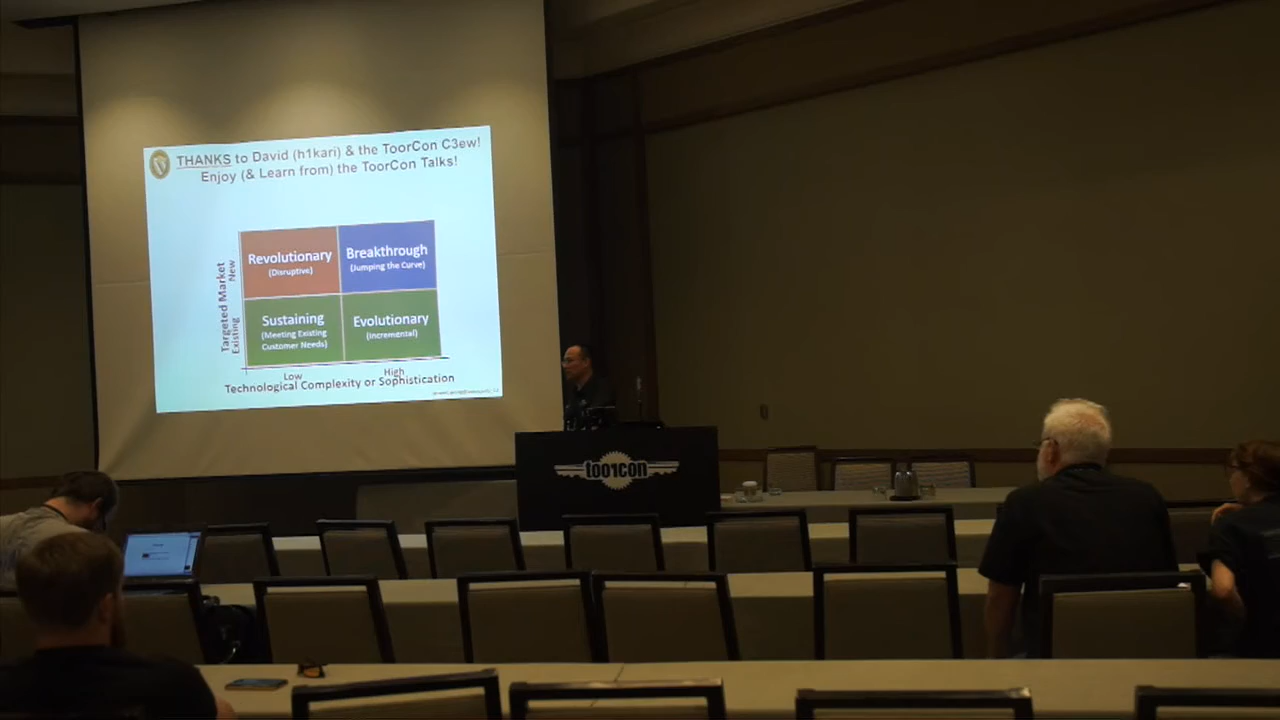 THANKS to David (h1kari) & the ToorCon C3ew!
Enjoy (& Learn from) the ToorCon Talks!
Revolutionary
(Disruptive)
Breakthrough
(Jumping the Curve)
Sustaining
(Meeting Existing
Customer Needs)
Evolutionary
(Incremental)
Targeted Market
New
Existing
Low
High
Technological Complexity or Sophistication
too1con